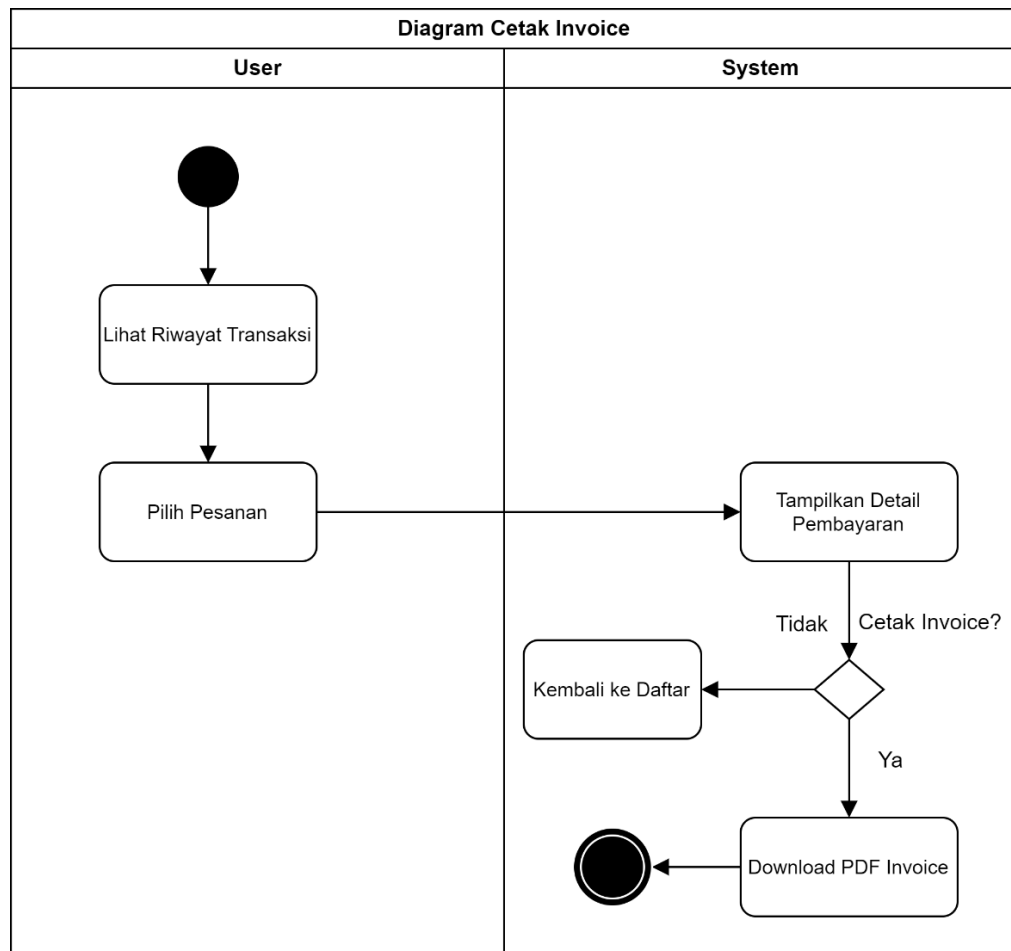 Diagram Cetak Invoice
User
System
Lihat Riwayat Transaksi
Pilih Pesanan
Tampilkan Detail
Pembayaran
Tidak
Cetak Invoice?
Kembali ke Daftar
Ya
Download PDF Invoice